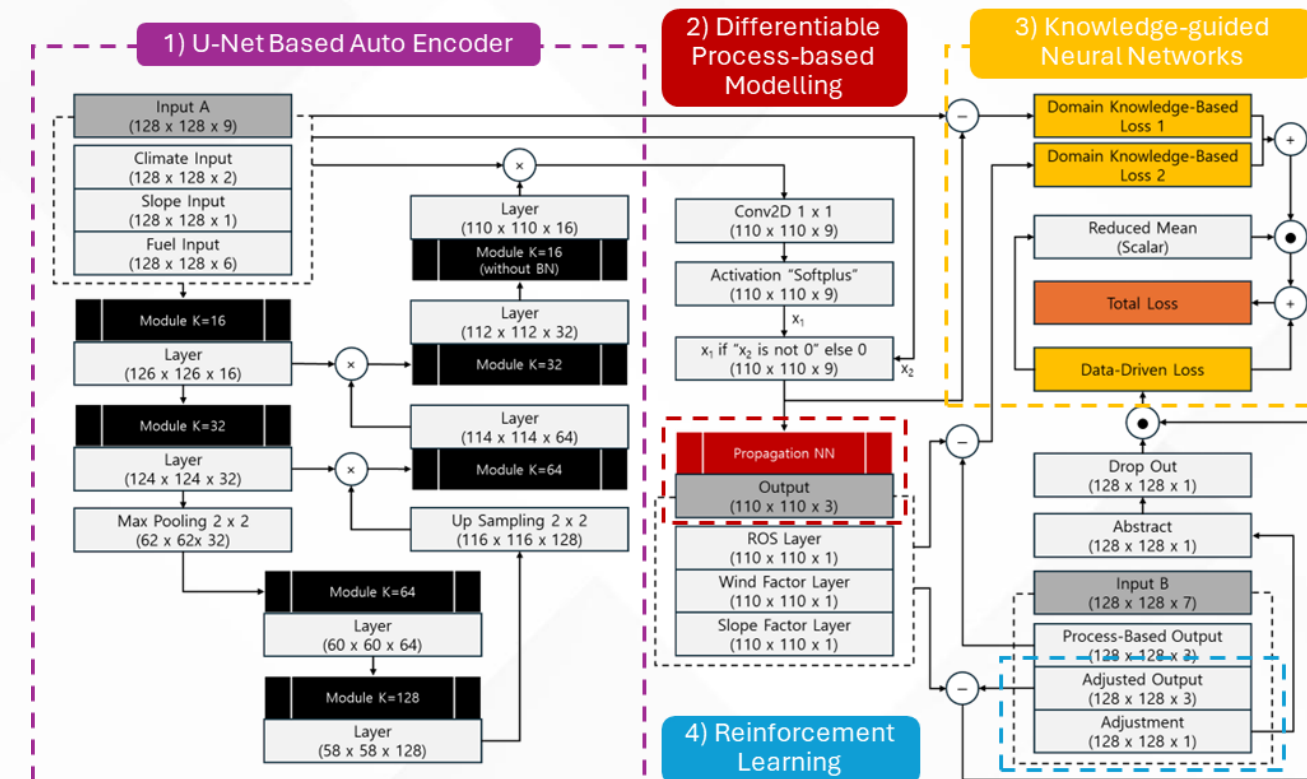 1) U-Net Based Auto Encoder
Input A
(128 x 128 x 9)
Climate Input
(128 x 128 x 2)
Slope Input
(128 x 128 x 1)
Fuel Input
(128 x 128 x 6)
Module K=16
Layer
(126 x 126 x 16)
Module K=32
Layer
(124 x 124 x 32)
Max Pooling 2 x 2
(62 x 62x 32)
Module K=64
Layer
(60 x 60 x 64)
Module K=128
Layer
(58 x 58 x 128)
Up Sampling 2 x 2
(116 x 116 x 128)
×
Module K=64
Layer
(114 x 114 x 64)
×
Module K=32
Layer
(112 x 112 x 32)
Module K=16
(without BN)
Layer
(110 x 110 x 16)
×
2) Differentiable
Process-based
Modelling
Conv2D 1 x 1
(110 x 110 x 9)
Activation “Softplus”
(110 x 110 x 9)
x₁
x₁ if “x₂ is not 0” else 0
(110 x 110 x 9)
x₂
Propagation NN
Output
(110 x 110 x 3)
ROS Layer
(110 x 110 x 1)
Wind Factor Layer
(110 x 110 x 1)
Slope Factor Layer
(110 x 110 x 1)
4) Reinforcement
Learning
3) Knowledge-guided
Neural Networks
−
Domain Knowledge-Based
Loss 1
Domain Knowledge-Based
Loss 2
+
Reduced Mean
(Scalar)
Total Loss
+
Data-Driven Loss
−
Drop Out
(128 x 128 x 1)
Abstract
(128 x 128 x 1)
Input B
(128 x 128 x 7)
Process-Based Output
(128 x 128 x 3)
−
Adjusted Output
(128 x 128 x 3)
Adjustment
(128 x 128 x 1)